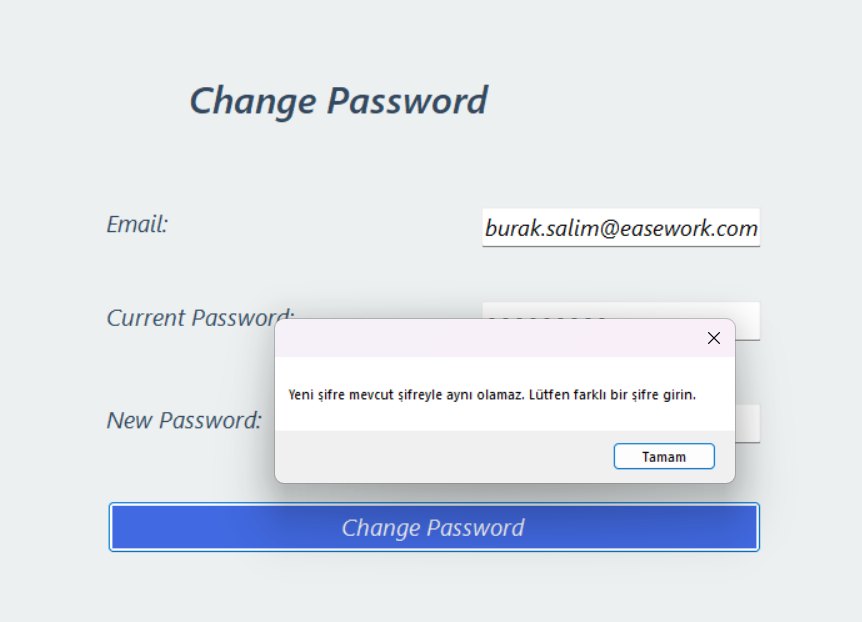 Change Password
Email:
burak.salim@easework.com
Current Password:
Yeni şifre mevcut şifreyle aynı olamaz. Lütfen farklı bir şifre girin.
New Password:
Tamam
Change Password